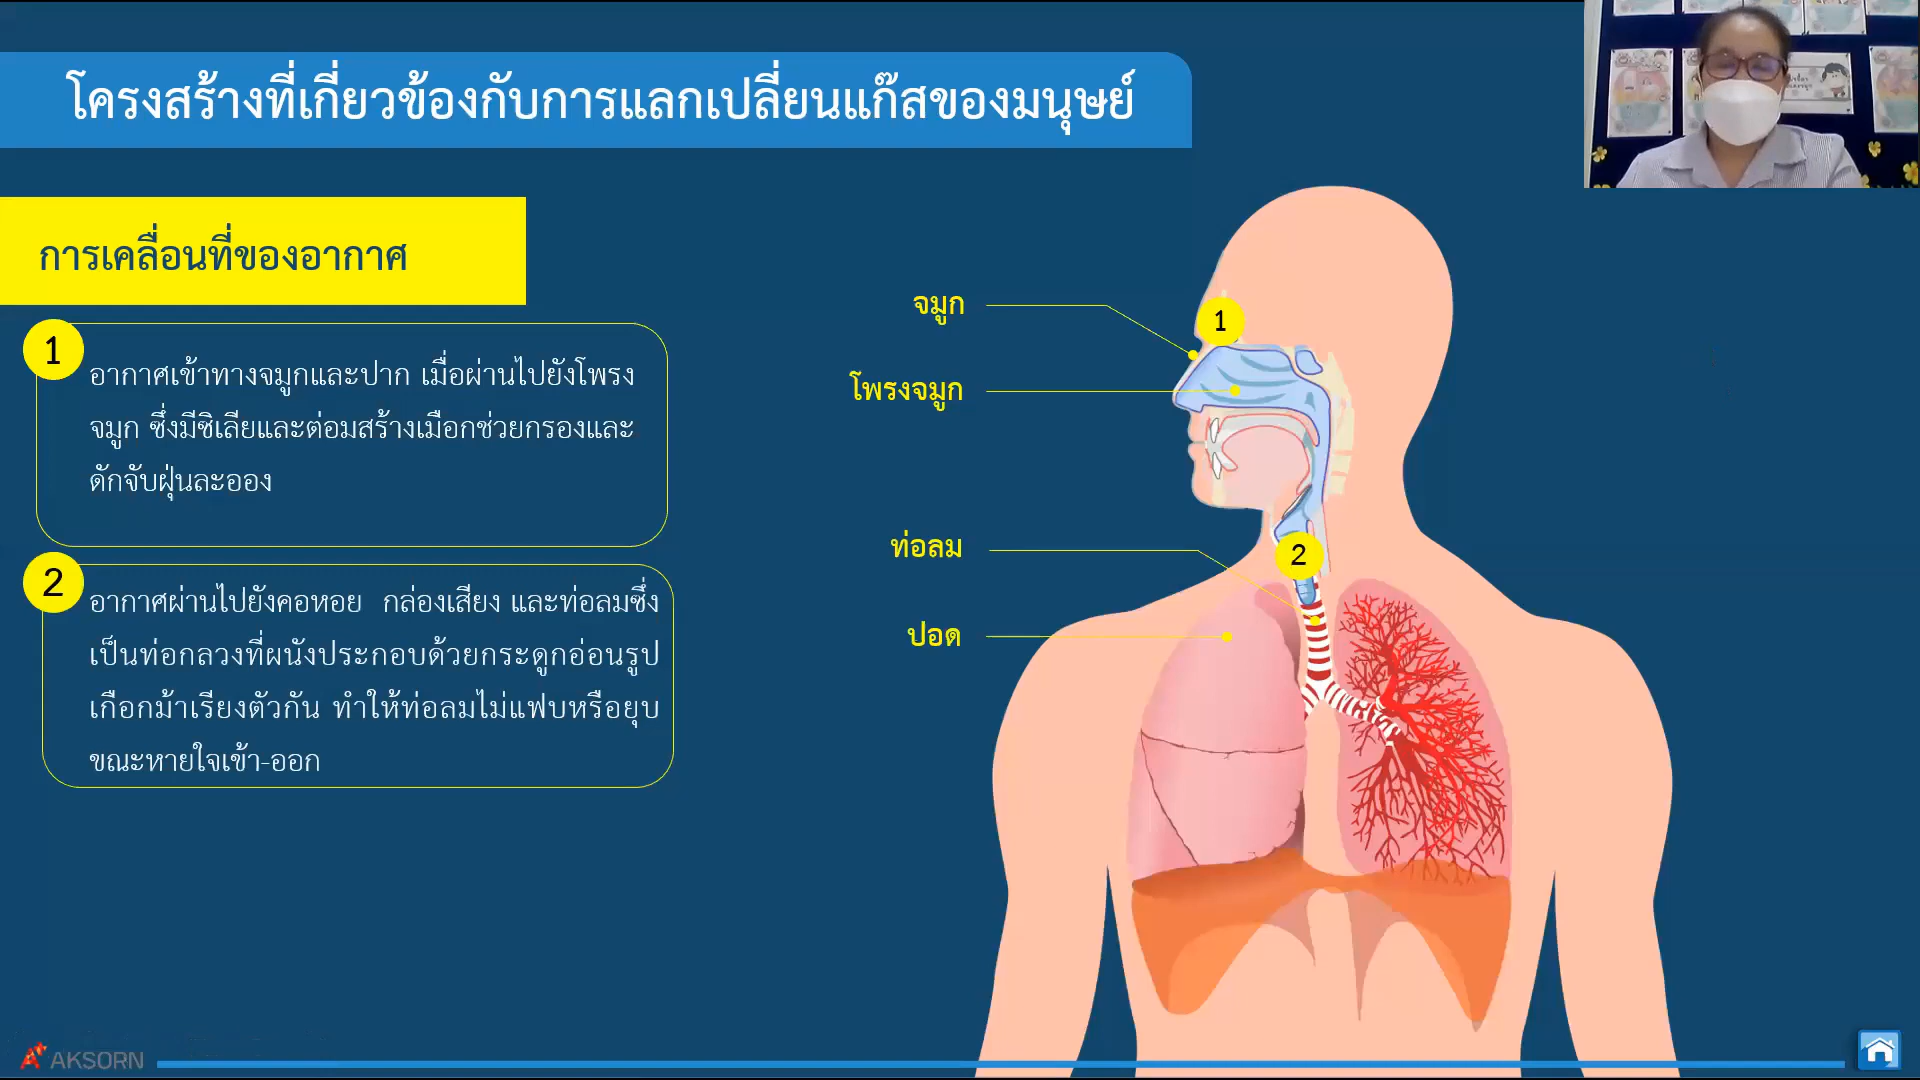 โครงสร้างที่เกี่ยวข้องกับการแลกเปลี่ยนแก๊สของมนุษย์
การเคลื่อนที่ของอากาศ
1
อากาศเข้าทางจมูกและปาก เมื่อผ่านไปยังโพรง
จมูก ซึ่งมีซิเลียและต่อมสร้างเมือกช่วยกรองและ
ดักจับฝุ่นละออง
2
อากาศผ่านไปยังคอหอย กล่องเสียง และท่อลมซึ่ง
เป็นท่อกลวงที่ผนังประกอบด้วยกระดูกอ่อนรูป
เกือกม้าเรียงตัวกัน ทำให้ท่อลมไม่แฟบหรือยุบ
ขณะหายใจเข้า-ออก
จมูก
1
โพรงจมูก
ท่อลม
2
ปอด
AKSORN